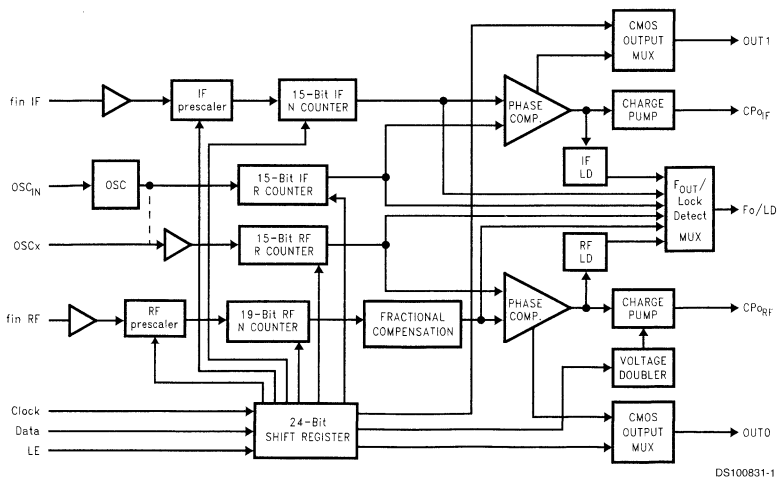 CMOS
OUTPUT
MUX
OUT1
fin IF
IF
prescaler
15-Bit IF
N COUNTER
PHASE
COMP.
CHARGE
PUMP
CPoIF
IF
LD
OSCIN
OSC
15-Bit IF
R COUNTER
FOUT/
Lock
Detect
MUX
Fo/LD
OSCx
15-Bit RF
R COUNTER
RF
LD
fin RF
RF
prescaler
19-Bit RF
N COUNTER
FRACTIONAL
COMPENSATION
PHASE
COMP.
CHARGE
PUMP
CPoRF
VOLTAGE
DOUBLER
Clock
Data
LE
24-Bit
SHIFT REGISTER
CMOS
OUTPUT
MUX
OUT0
DS100831-1